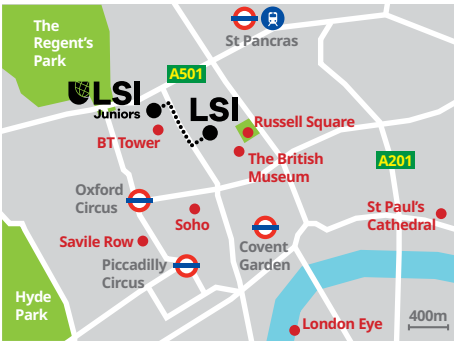 The
Regent's
Park
St Pancras
A501
LSI
Juniors
LSI
Russell Square
BT Tower
The British
Museum
A201
Oxford
Circus
Soho
St Paul's
Cathedral
Savile Row
Covent
Garden
Piccadilly
Circus
Hyde
Park
London Eye
400m